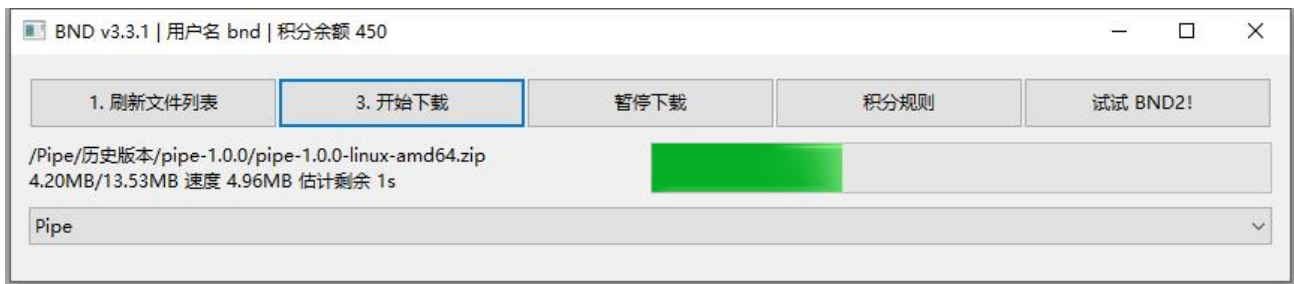 BND v3.3.1 | 用户名 bnd | 积分余额 450
1. 刷新文件列表
3. 开始下载
暂停下载
积分规则
试试 BND2!
/Pipe/历史版本/pipe-1.0.0/pipe-1.0.0-linux-amd64.zip
4.20MB/13.53MB 速度 4.96MB 估计剩余 1s
Pipe